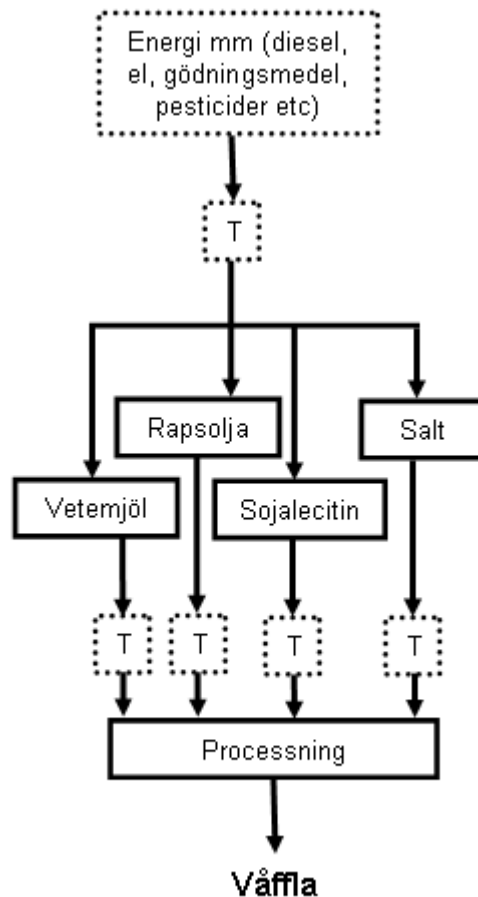 Energi mm (diesel,
el, gödningsmedel,
pesticider etc)
T
Rapsolja
Salt
Vetemjöl
Sojalecitin
T
T
T
T
Processning
Våffla